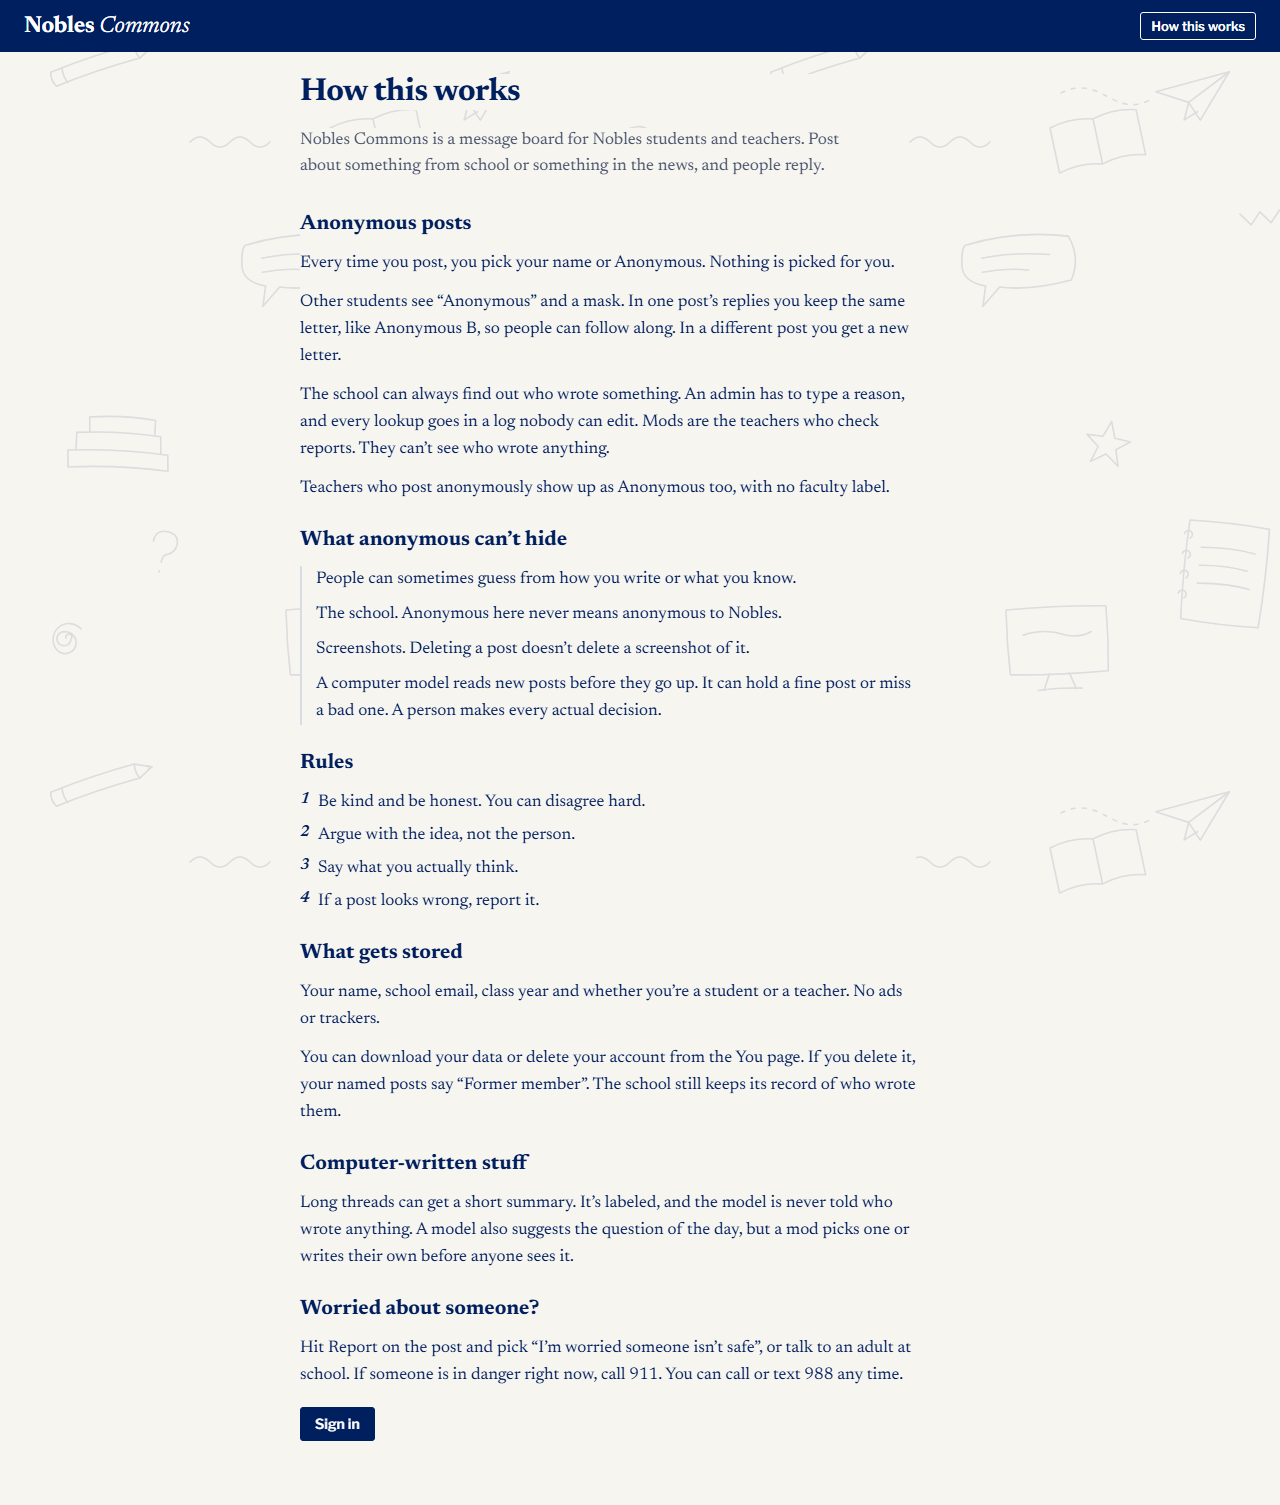 Nobles Commons
How this works
How this works
Nobles Commons is a message board for Nobles students and teachers. Post
about something from school or something in the news, and people reply.
Anonymous posts
Every time you post, you pick your name or Anonymous. Nothing is picked for you.
Other students see “Anonymous” and a mask. In one post’s replies you keep the same
letter, like Anonymous B, so people can follow along. In a different post you get a new
letter.
The school can always find out who wrote something. An admin has to type a reason,
and every lookup goes in a log nobody can edit. Mods are the teachers who check
reports. They can’t see who wrote anything.
Teachers who post anonymously show up as Anonymous too, with no faculty label.
What anonymous can’t hide
People can sometimes guess from how you write or what you know.
The school. Anonymous here never means anonymous to Nobles.
Screenshots. Deleting a post doesn’t delete a screenshot of it.
A computer model reads new posts before they go up. It can hold a fine post or miss
a bad one. A person makes every actual decision.
Rules
1 Be kind and be honest. You can disagree hard.
2 Argue with the idea, not the person.
3 Say what you actually think.
4 If a post looks wrong, report it.
What gets stored
Your name, school email, class year and whether you’re a student or a teacher. No ads
or trackers.
You can download your data or delete your account from the You page. If you delete it,
your named posts say “Former member”. The school still keeps its record of who wrote
them.
Computer-written stuff
Long threads can get a short summary. It’s labeled, and the model is never told who
wrote anything. A model also suggests the question of the day, but a mod picks one or
writes their own before anyone sees it.
Worried about someone?
Hit Report on the post and pick “I’m worried someone isn’t safe”, or talk to an adult at
school. If someone is in danger right now, call 911. You can call or text 988 any time.
Sign in